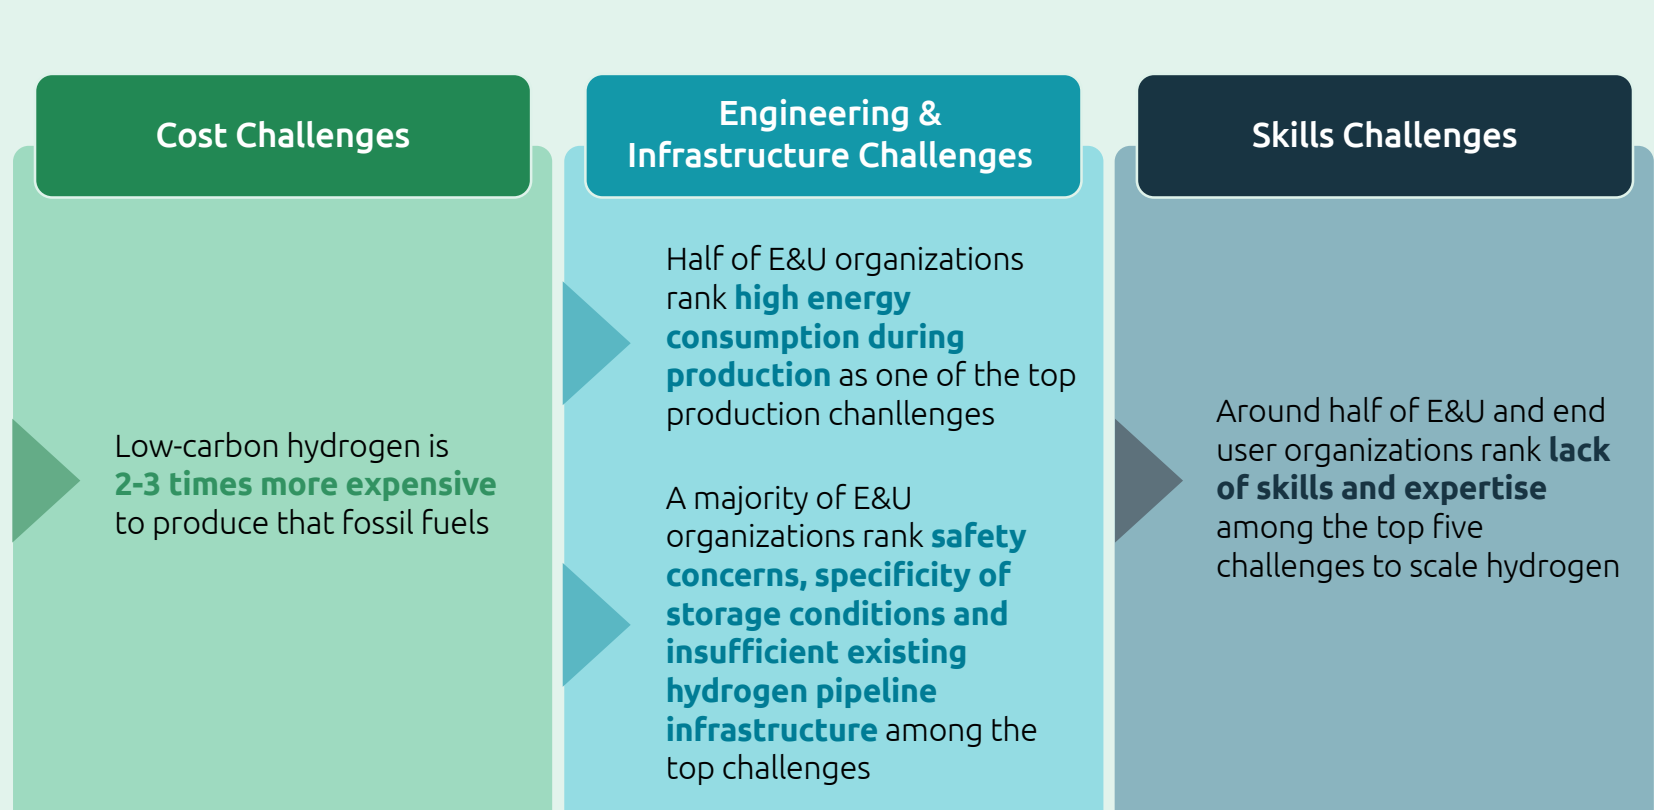 Cost Challenges
Low-carbon hydrogen is
2-3 times more expensive
to produce that fossil fuels
Engineering &
Infrastructure Challenges
Half of E&U organizations
rank high energy
consumption during
production as one of the top
production chanllenges
A majority of E&U
organizations rank safety
concerns, specificity of
storage conditions and
insufficient existing
hydrogen pipeline
infrastructure among the
top challenges
Skills Challenges
Around half of E&U and end
user organizations rank lack
of skills and expertise
among the top five
challenges to scale hydrogen